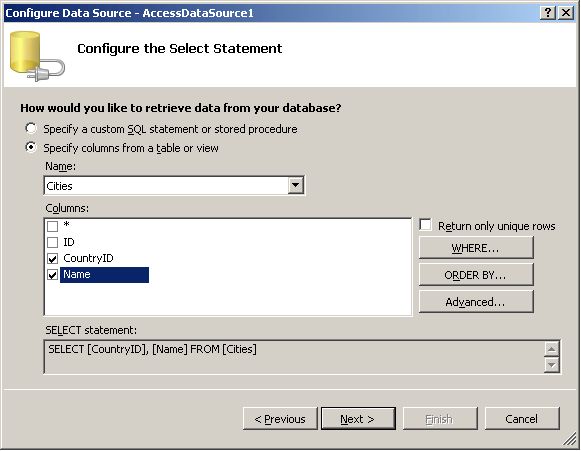 Configure Data Source - AccessDataSource1
Configure the Select Statement
How would you like to retrieve data from your database?
Specify a custom SQL statement or stored procedure
Specify columns from a table or view
Name:
Cities
Columns:
*
Return only unique rows
ID
WHERE...
CountryID
Name
ORDER BY...
Advanced...
SELECT statement:
SELECT [CountryID], [Name] FROM [Cities]
< Previous
Next >
Finish
Cancel